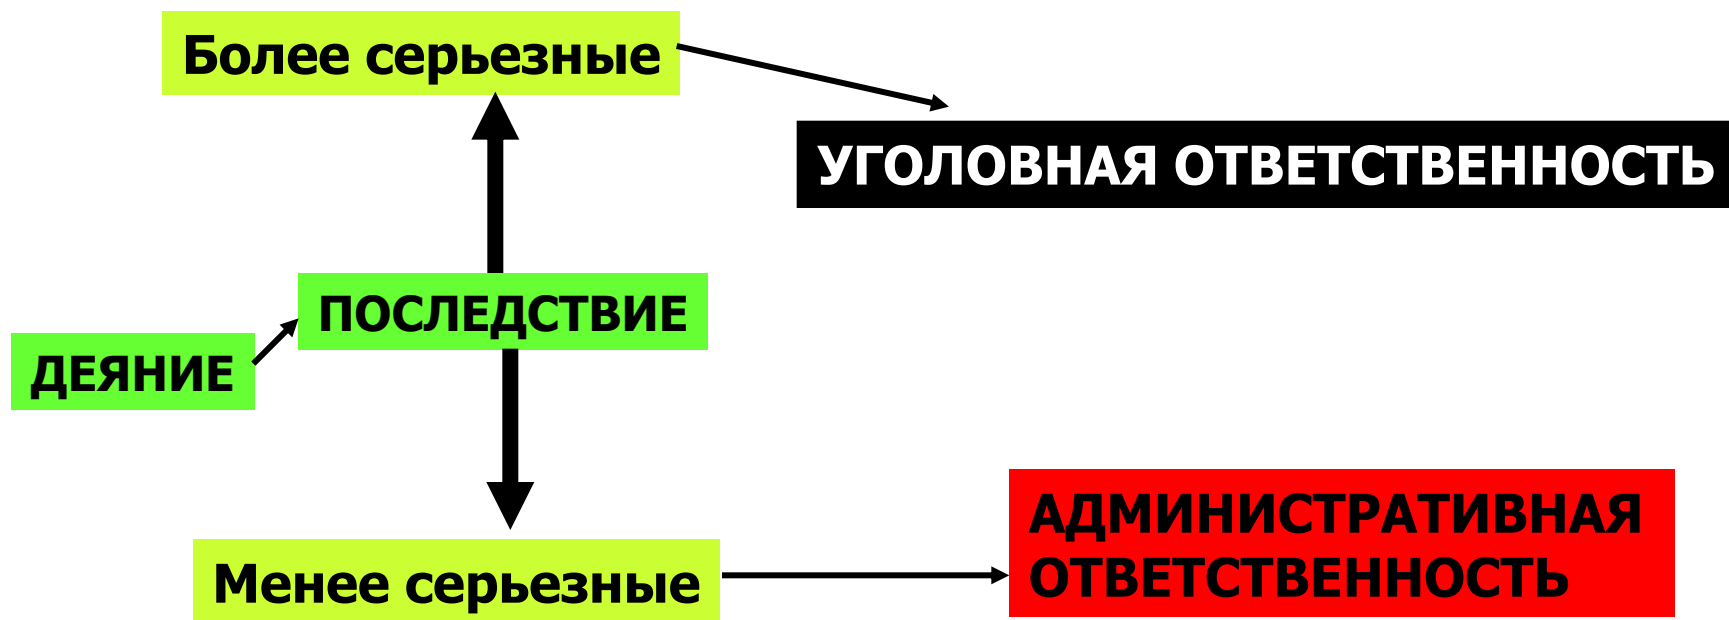 Более серьезные
УГОЛОВНАЯ ОТВЕТСТВЕННОСТЬ
ПОСЛЕДСТВИЕ
ДЕЯНИЕ
АДМИНИСТРАТИВНАЯ
ОТВЕТСТВЕННОСТЬ
Менее серьезные